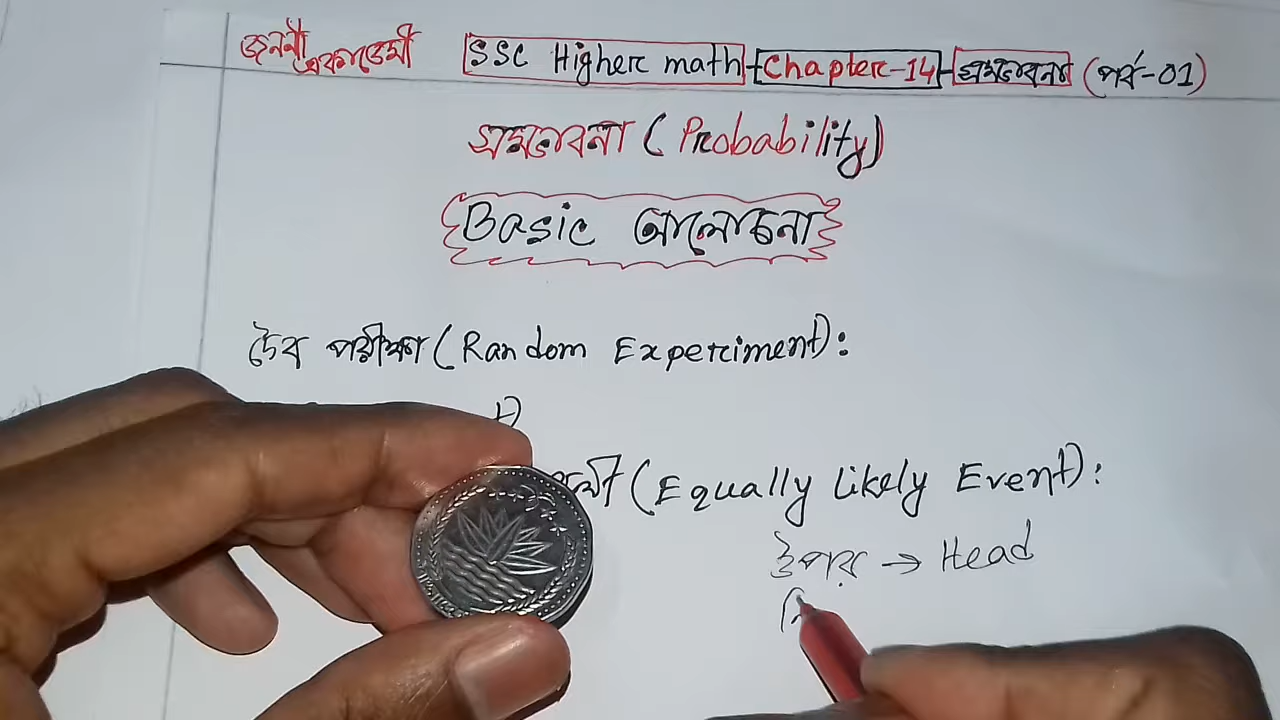 জননী একাডেমী SSC Higher math - Chapter-14 - সম্ভাবনা (পর্ব-01)
সম্ভাবনা (Probability)
Basic আলোচনা
দৈব পরীক্ষা (Random Experiment):
t)
(Equally Likely Event):
উপরে → Head
নি